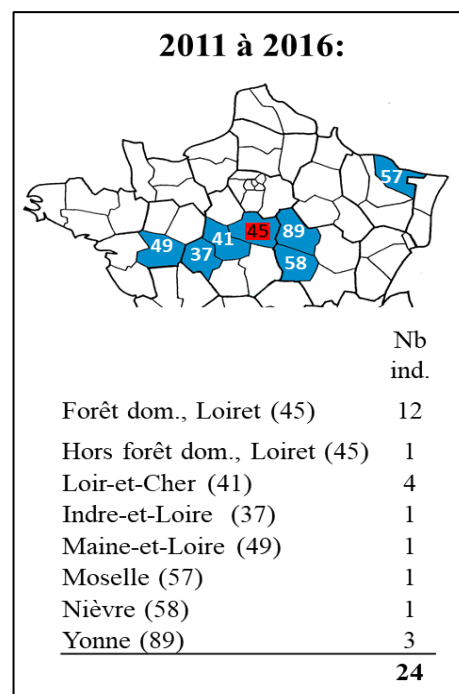 2011 à 2016:
57
49
37
41
45
89
58
Nb
ind.
Forêt dom., Loiret (45) 12
Hors forêt dom., Loiret (45) 1
Loir-et-Cher (41) 4
Indre-et-Loire (37) 1
Maine-et-Loire (49) 1
Moselle (57) 1
Nièvre (58) 1
Yonne (89) 3
24